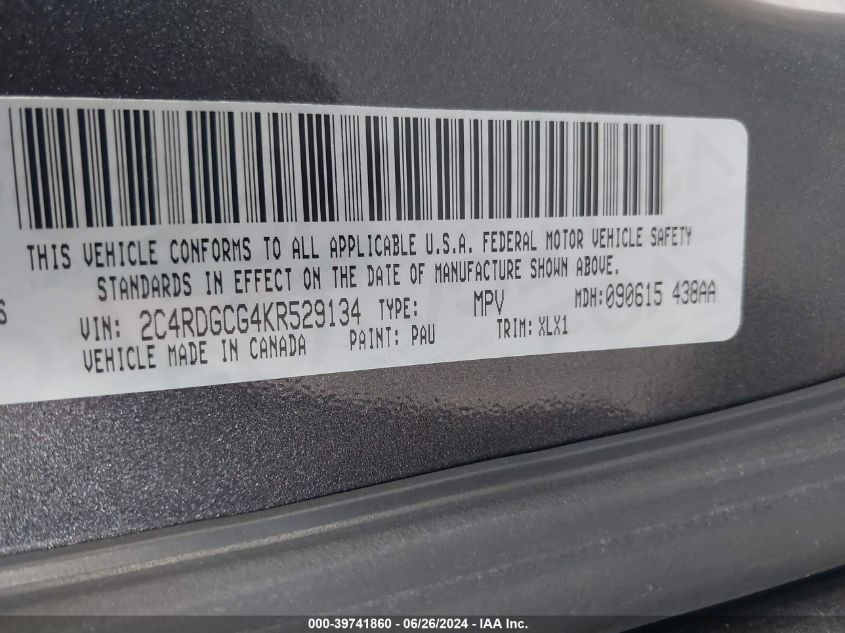 THIS VEHICLE CONFORMS TO ALL APPLICABLE U.S.A. FEDERAL MOTOR VEHICLE SAFETY
STANDARDS IN EFFECT ON THE DATE OF MANUFACTURE SHOWN ABOVE.
VIN: 2C4RDGCG4KR529134 TYPE: MPV MDH:090615 438AA
VEHICLE MADE IN CANADA PAINT: PAU TRIM: XLX1
000-39741860 - 06/26/2024 - IAA Inc.